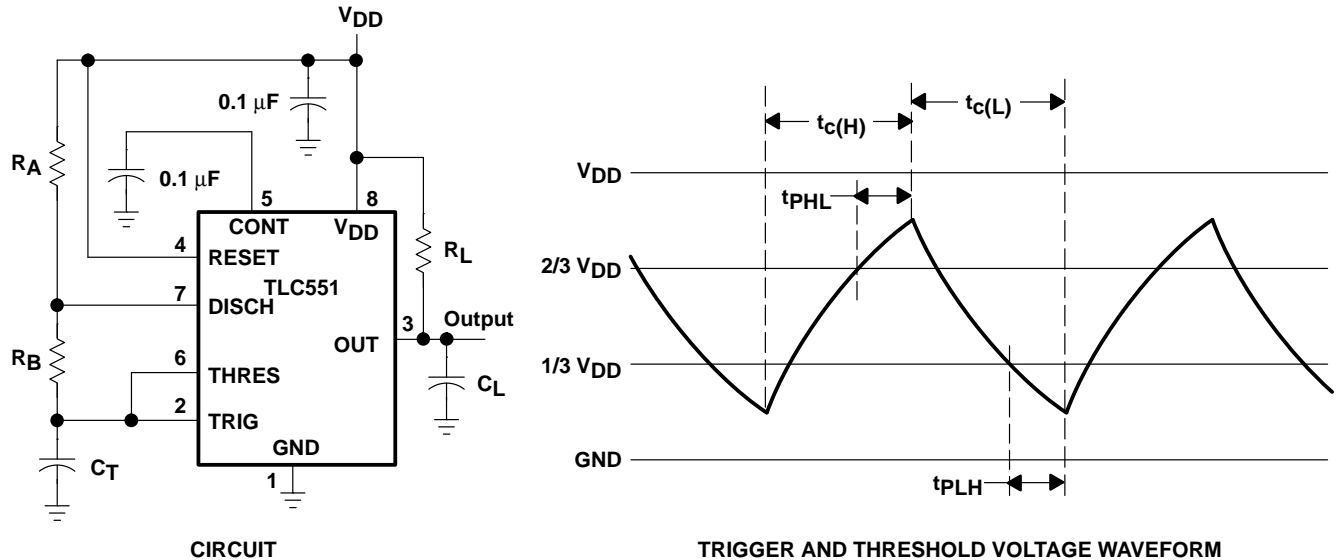 VDD
0.1 μF
RA
0.1 μF
5
8
CONT
VDD
4
RESET
RL
TLC551
7
DISCH
3
Output
OUT
RB
6
THRES
CL
2
TRIG
GND
CT
1
CIRCUIT
tc(H)
tc(L)
VDD
tPHL
2/3 VDD
1/3 VDD
GND
tPLH
TRIGGER AND THRESHOLD VOLTAGE WAVEFORM